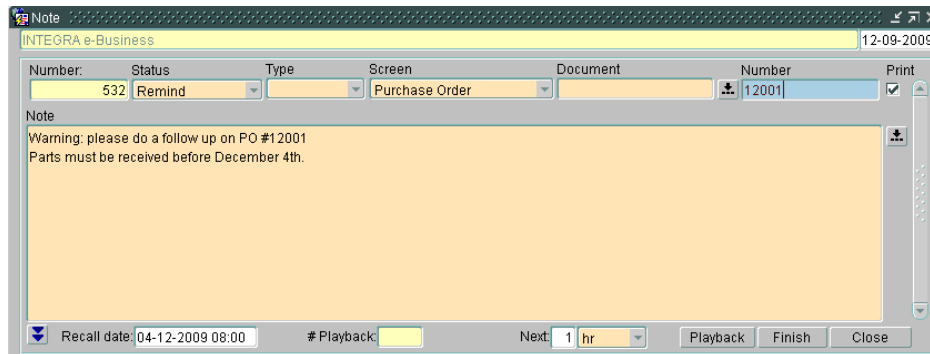 Note
INTEGRA e-Business 12-09-2009
Number: Status Type Screen Document Number Print
532 Remind Purchase Order 12001
Note
Warning: please do a follow up on PO #12001
Parts must be received before December 4th.
Recall date: 04-12-2009 08:00 # Playback: Next: 1 hr Playback Finish Close